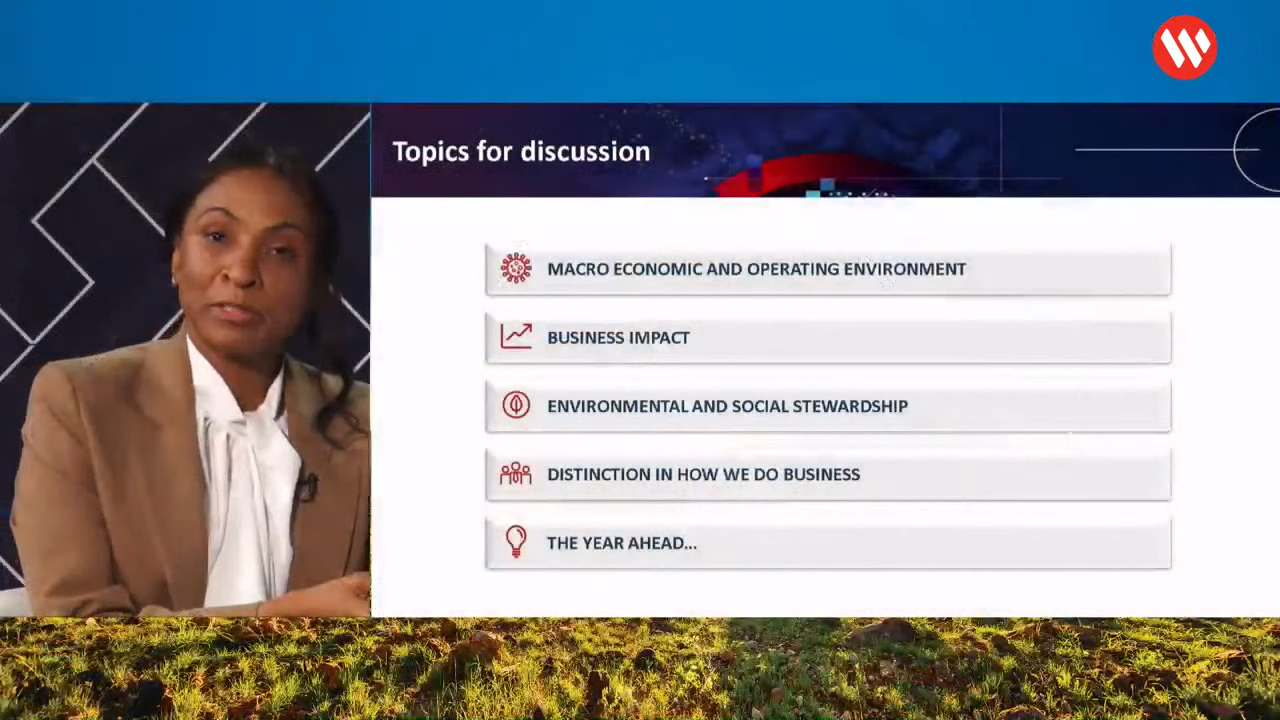 Topics for discussion
MACRO ECONOMIC AND OPERATING ENVIRONMENT
BUSINESS IMPACT
ENVIRONMENTAL AND SOCIAL STEWARDSHIP
DISTINCTION IN HOW WE DO BUSINESS
THE YEAR AHEAD...